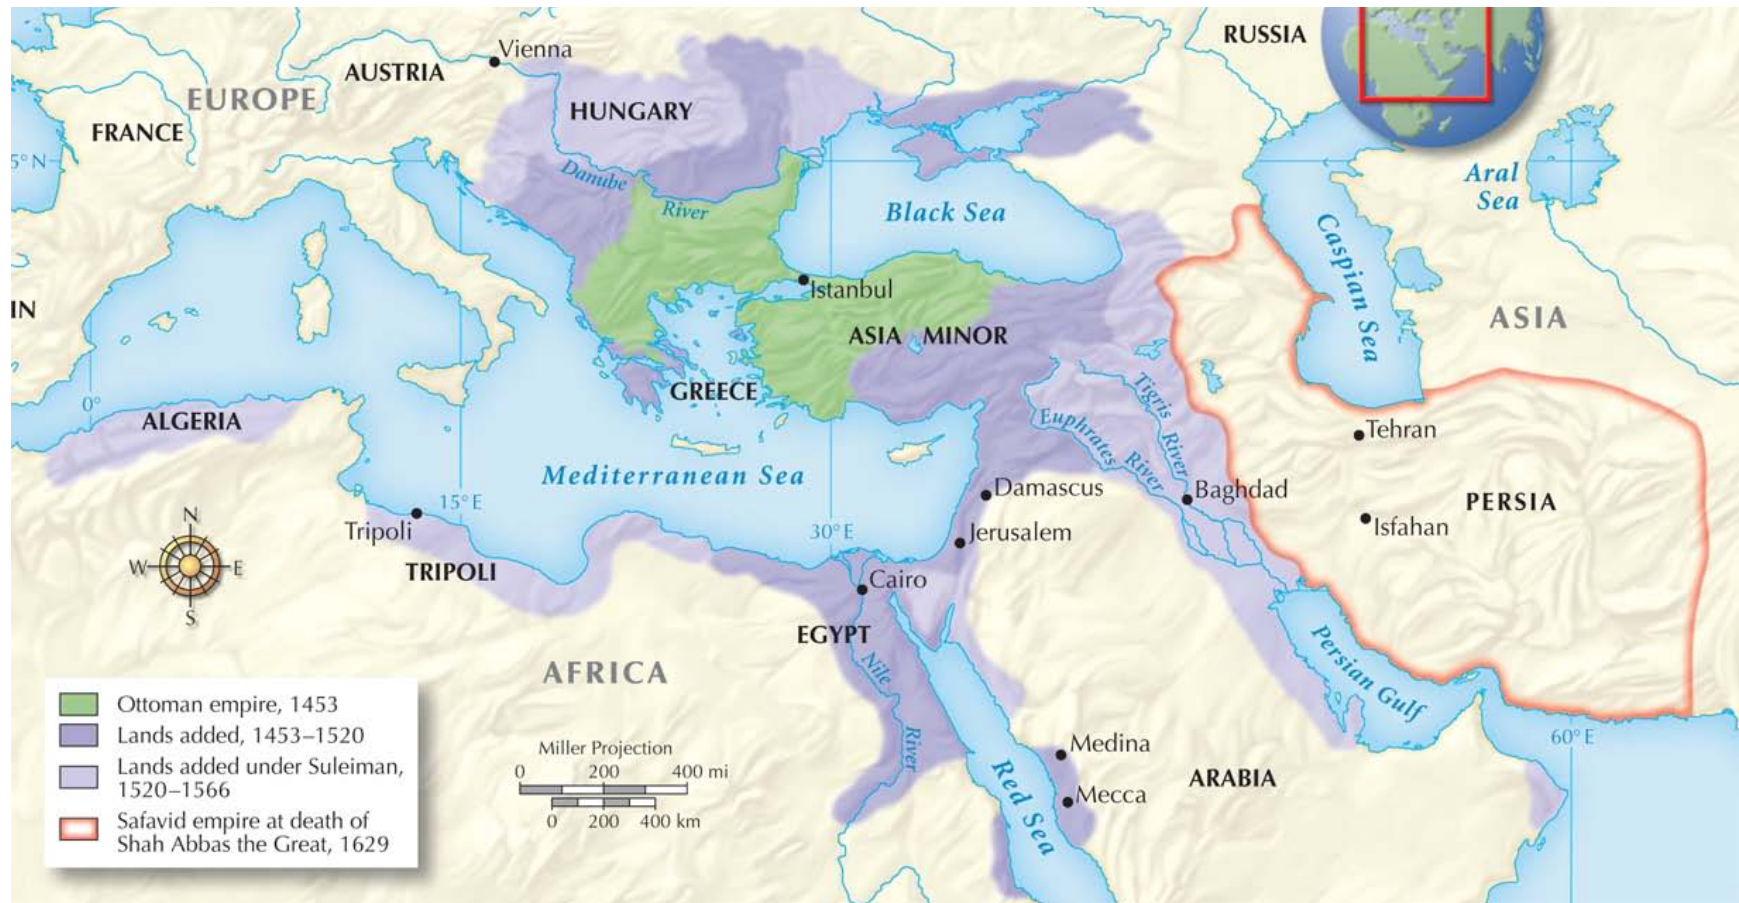 RUSSIA
Vienna
AUSTRIA
EUROPE
HUNGARY
FRANCE
5° N
Danube
River
Black Sea
Aral
Sea
Caspian Sea
IN
Istanbul
ASIA
ASIA MINOR
GREECE
0°
ALGERIA
Tigris
River
Euphrates
River
Tehran
Mediterranean Sea
Damascus
Baghdad
PERSIA
15° E
Isfahan
N
W
E
S
Tripoli
30° E
Jerusalem
TRIPOLI
Cairo
EGYPT
Nile
River
AFRICA
Persian Gulf
Ottoman empire, 1453
Lands added, 1453–1520
Lands added under Suleiman,
1520–1566
Safavid empire at death of
Shah Abbas the Great, 1629
Miller Projection
0 200 400 mi
0 200 400 km
Medina
Mecca
Red Sea
ARABIA
60° E